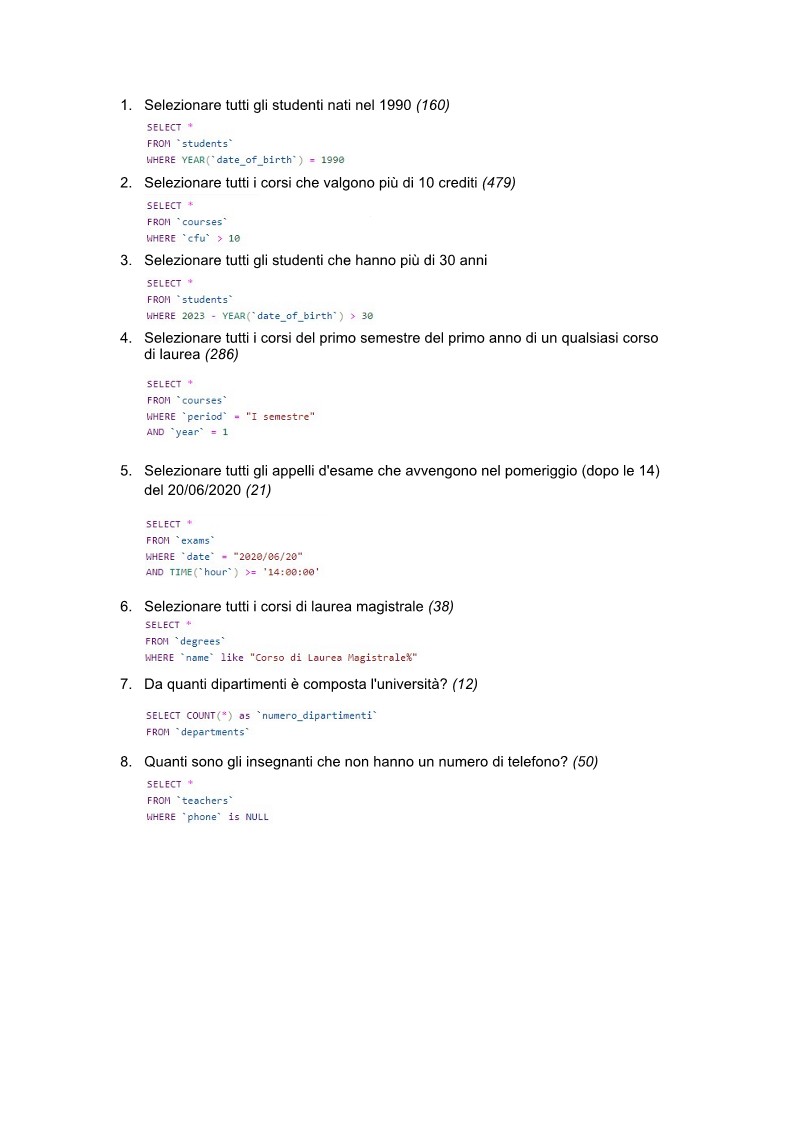 1. Selezionare tutti gli studenti nati nel 1990 (160)
SELECT *
FROM `students`
WHERE YEAR(`date_of_birth`) = 1990
2. Selezionare tutti i corsi che valgono più di 10 crediti (479)
SELECT *
FROM `courses`
WHERE `cfu` > 10
3. Selezionare tutti gli studenti che hanno più di 30 anni
SELECT *
FROM `students`
WHERE 2023 - YEAR(`date_of_birth`) > 30
4. Selezionare tutti i corsi del primo semestre del primo anno di un qualsiasi corso
di laurea (286)
SELECT *
FROM `courses`
WHERE `period` = "I semestre"
AND `year` = 1
5. Selezionare tutti gli appelli d'esame che avvengono nel pomeriggio (dopo le 14)
del 20/06/2020 (21)
SELECT *
FROM `exams`
WHERE `date` = "2020/06/20"
AND TIME(`hour`) >= '14:00:00'
6. Selezionare tutti i corsi di laurea magistrale (38)
SELECT *
FROM `degrees`
WHERE `name` like "Corso di Laurea Magistrale%"
7. Da quanti dipartimenti è composta l'università? (12)
SELECT COUNT(*) as `numero_dipartimenti`
FROM `departments`
8. Quanti sono gli insegnanti che non hanno un numero di telefono? (50)
SELECT *
FROM `teachers`
WHERE `phone` is NULL